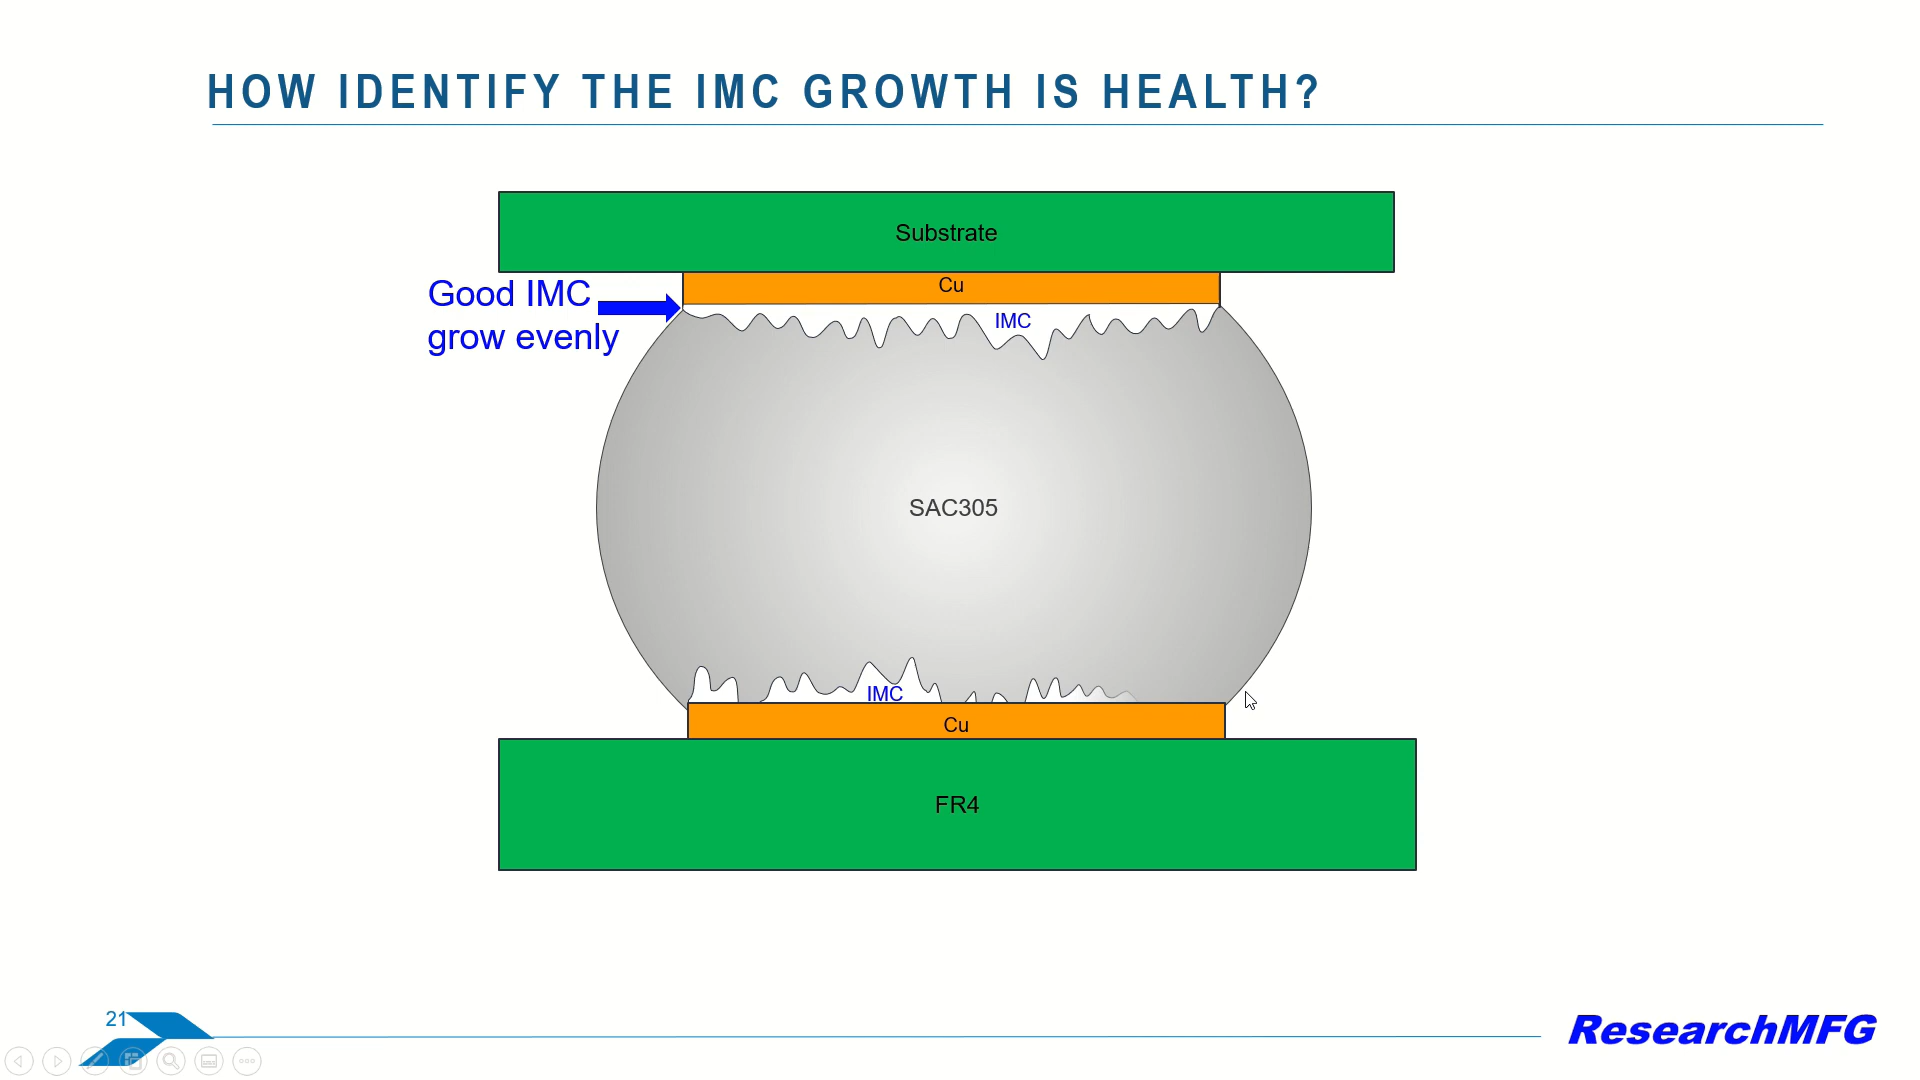 HOW IDENTIFY THE IMC GROWTH IS HEALTH?
Substrate
Cu
Good IMC
grow evenly
IMC
SAC305
IMC
Cu
FR4
21
ResearchMFG